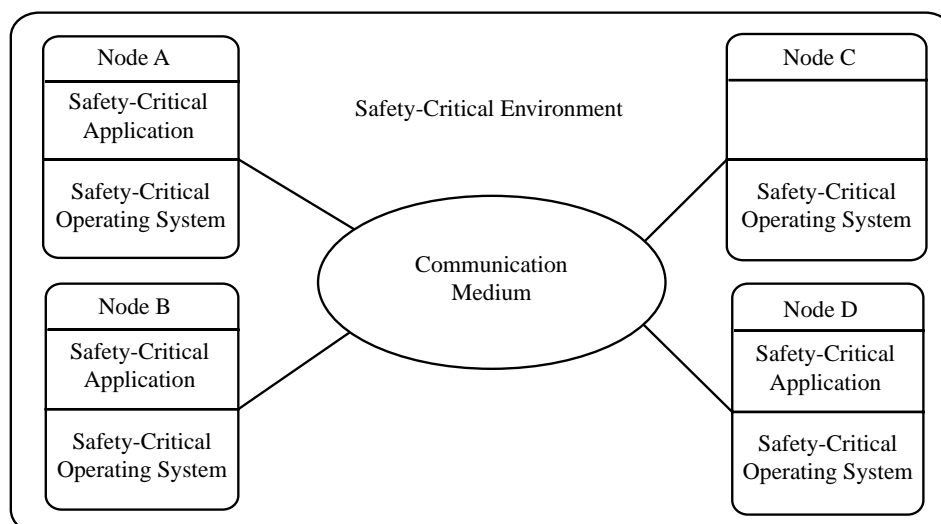 Node A
Safety-Critical
Application
Safety-Critical
Operating System
Safety-Critical Environment
Node C
Safety-Critical
Operating System
Communication
Medium
Node B
Safety-Critical
Application
Safety-Critical
Operating System
Node D
Safety-Critical
Application
Safety-Critical
Operating System